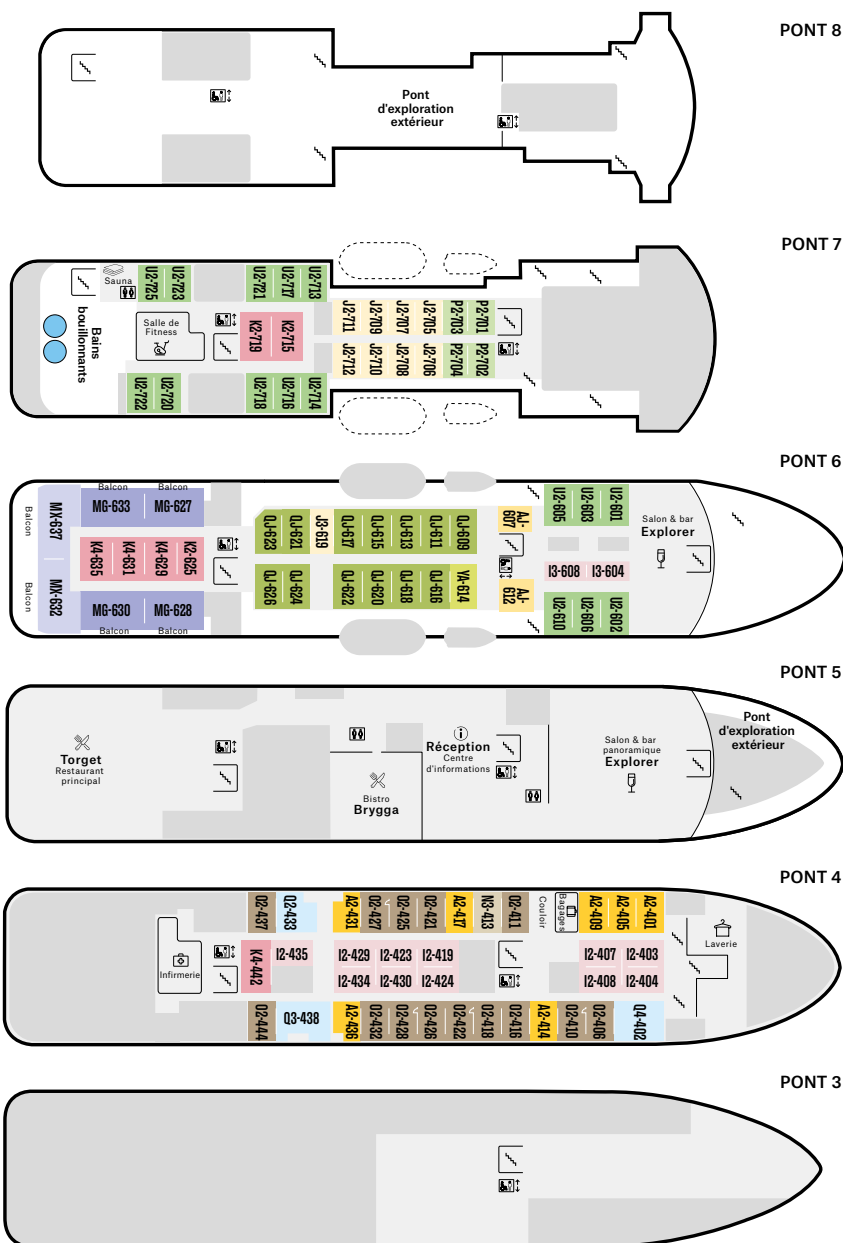 PONT 8
Pont
d'exploration
extérieur
PONT 7
Sauna
U2-725
U2-723
U2-721
U2-717
U2-713
Salle de
Fitness
K2-719
K2-715
J2-711
J2-709
J2-707
J2-705
P2-703
P2-701
Bains
bouillonnants
J2-712
J2-710
J2-708
J2-706
P2-704
P2-702
U2-722
U2-720
U2-718
U2-716
U2-714
PONT 6
Balcon
Balcon
MX-637
MG-633
MG-627
Balcon
QJ-623
QJ-621
J3-619
QJ-617
QJ-615
QJ-613
QJ-611
QJ-609
AJ-
607
U2-605
U2-603
U2-601
Salon & bar
Explorer
K4-635
K4-631
K4-629
K2-625
I3-608
I3-604
MX-632
Balcon
MG-630
MG-628
QJ-626
QJ-624
QJ-622
QJ-620
QJ-618
QJ-616
YA-614
AJ-
612
U2-610
U2-606
U2-602
Balcon
Balcon
PONT 5
Torget
Restaurant
principal
Bistro
Brygga
Réception
Centre
d'informations
Salon & bar
panoramique
Explorer
Pont
d'exploration
extérieur
PONT 4
O2-437
Q2-433
A2-431
O2-427
O2-425
O2-421
A2-417
N2-413
O2-411
Couloir
Bagages
A2-409
A2-405
A2-401
Laverie
Infirmerie
K4-442
I2-435
I2-429
I2-423
I2-419
I2-407
I2-403
I2-434
I2-430
I2-424
I2-408
I2-404
O2-444
Q3-438
A2-436
O2-432
O2-428
O2-426
O2-422
O2-418
O2-416
A2-414
O2-410
O2-406
Q4-402
PONT 3